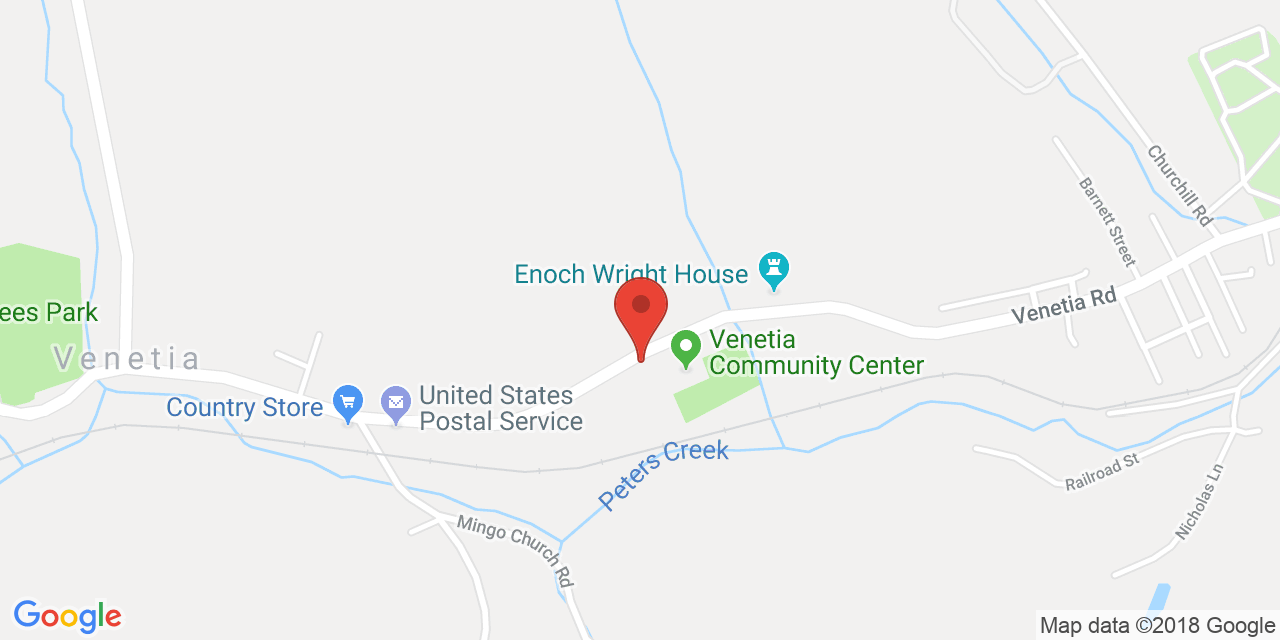 Churchill Rd
Barnett Street
Enoch Wright House
Venetia Rd
ees Park
Venetia
Venetia
Community Center
United States
Postal Service
Country Store
Peters Creek
Railroad St
Nicholas Ln
Mingo Church Rd
Google
Map data ©2018 Google